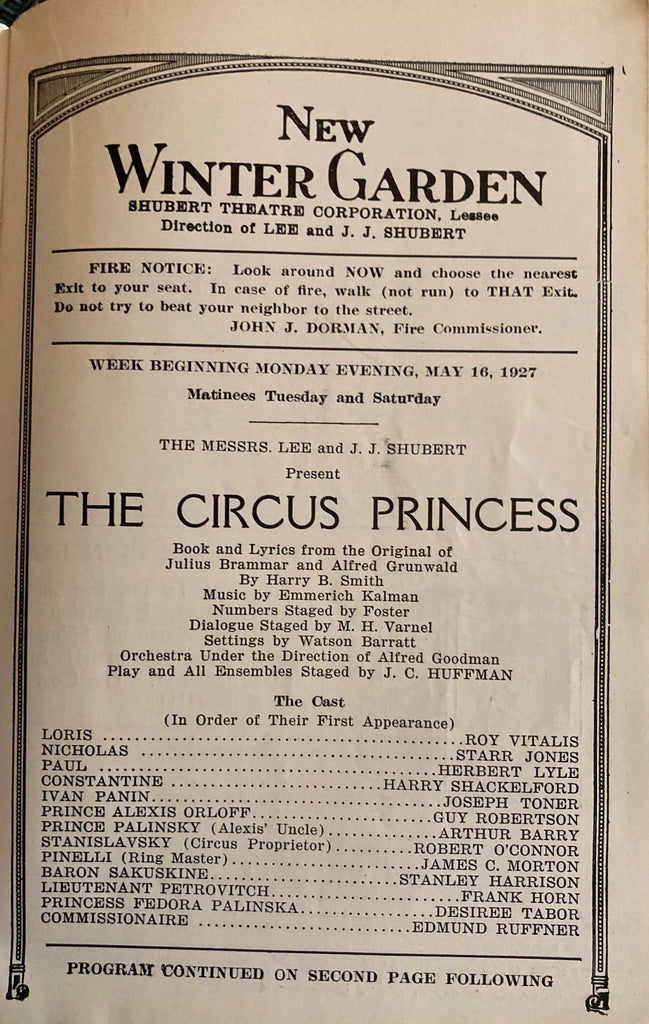 NEW
WINTER GARDEN
SHUBERT THEATRE CORPORATION, Lessee
Direction of LEE and J. J. SHUBERT
FIRE NOTICE: Look around NOW and choose the nearest
Exit to your seat. In case of fire, walk (not run) to THAT Exit.
Do not try to beat your neighbor to the street.
JOHN J. DORMAN, Fire Commissioner.
WEEK BEGINNING MONDAY EVENING, MAY 16, 1927
Matinees Tuesday and Saturday
THE MESSRS. LEE and J. J. SHUBERT
Present
THE CIRCUS PRINCESS
Book and Lyrics from the Original of
Julius Brammar and Alfred Grunwald
By Harry B. Smith
Music by Emmerich Kalman
Numbers Staged by Foster
Dialogue Staged by M. H. Varnel
Settings by Watson Barratt
Orchestra Under the Direction of Alfred Goodman
Play and All Ensembles Staged by J. C. HUFFMAN
The Cast
(In Order of Their First Appearance)
LORIS ........................................ROY VITALIS
NICHOLAS ....................................STARR JONES
PAUL ........................................HERBERT LYLE
CONSTANTINE ..........................HARRY SHACKELFORD
IVAN PANIN..................................JOSEPH TONER
PRINCE ALEXIS ORLOFF......................GUY ROBERTSON
PRINCE PALINSKY (Alexis' Uncle).............ARTHUR BARRY
STANISLAVSKY (Circus Proprietor)..........ROBERT O'CONNOR
PINELLI (Ring Master).....................JAMES C. MORTON
BARON SAKUSKINE.......................STANLEY HARRISON
LIEUTENANT PETROVITCH.......................FRANK HORN
PRINCESS FEDORA PALINSKA................DESIREE TABOR
COMMISSIONAIRE ..........................EDMUND RUFFNER
PROGRAM CONTINUED ON SECOND PAGE FOLLOWING